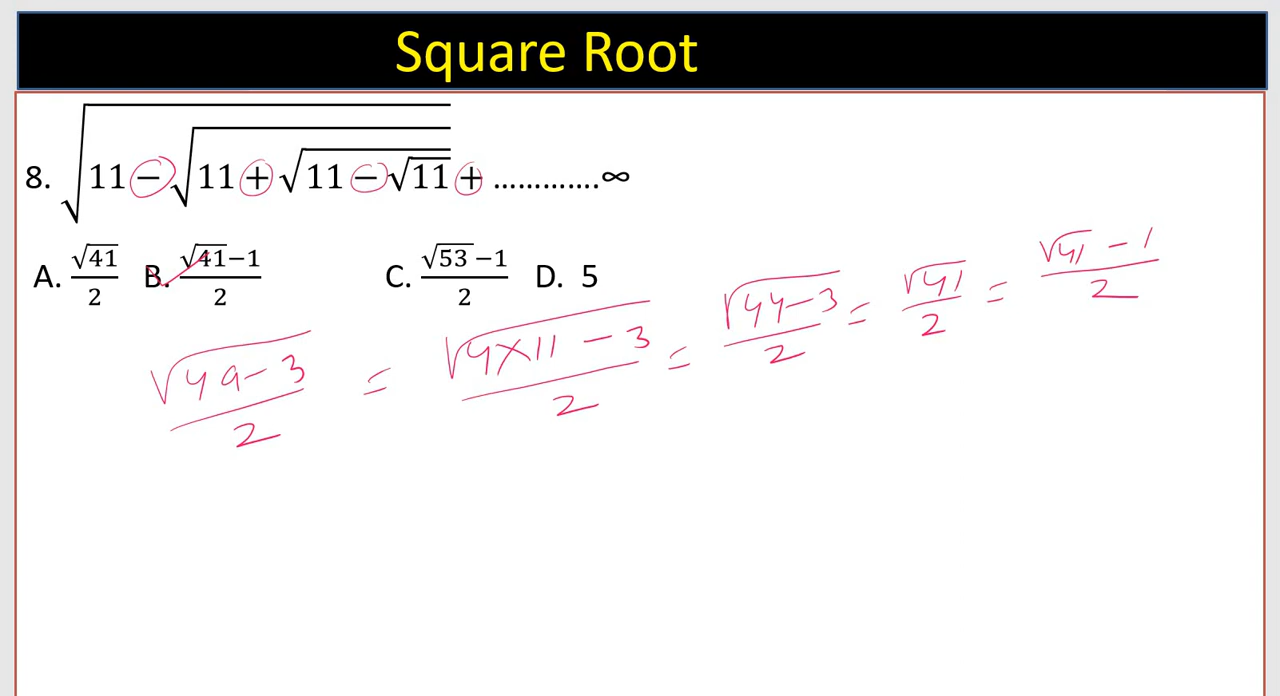 Square Root
8. √(11 − √(11 + √(11 − √11))) + .............∞
A. √41/2 B. (√41−1)/2 C. (√53 −1)/2 D. 5
√(4a−3)/2 = √(4×11 − 3)/2 = √(44−3)/2 = √41/2 = (√41 − 1)/2